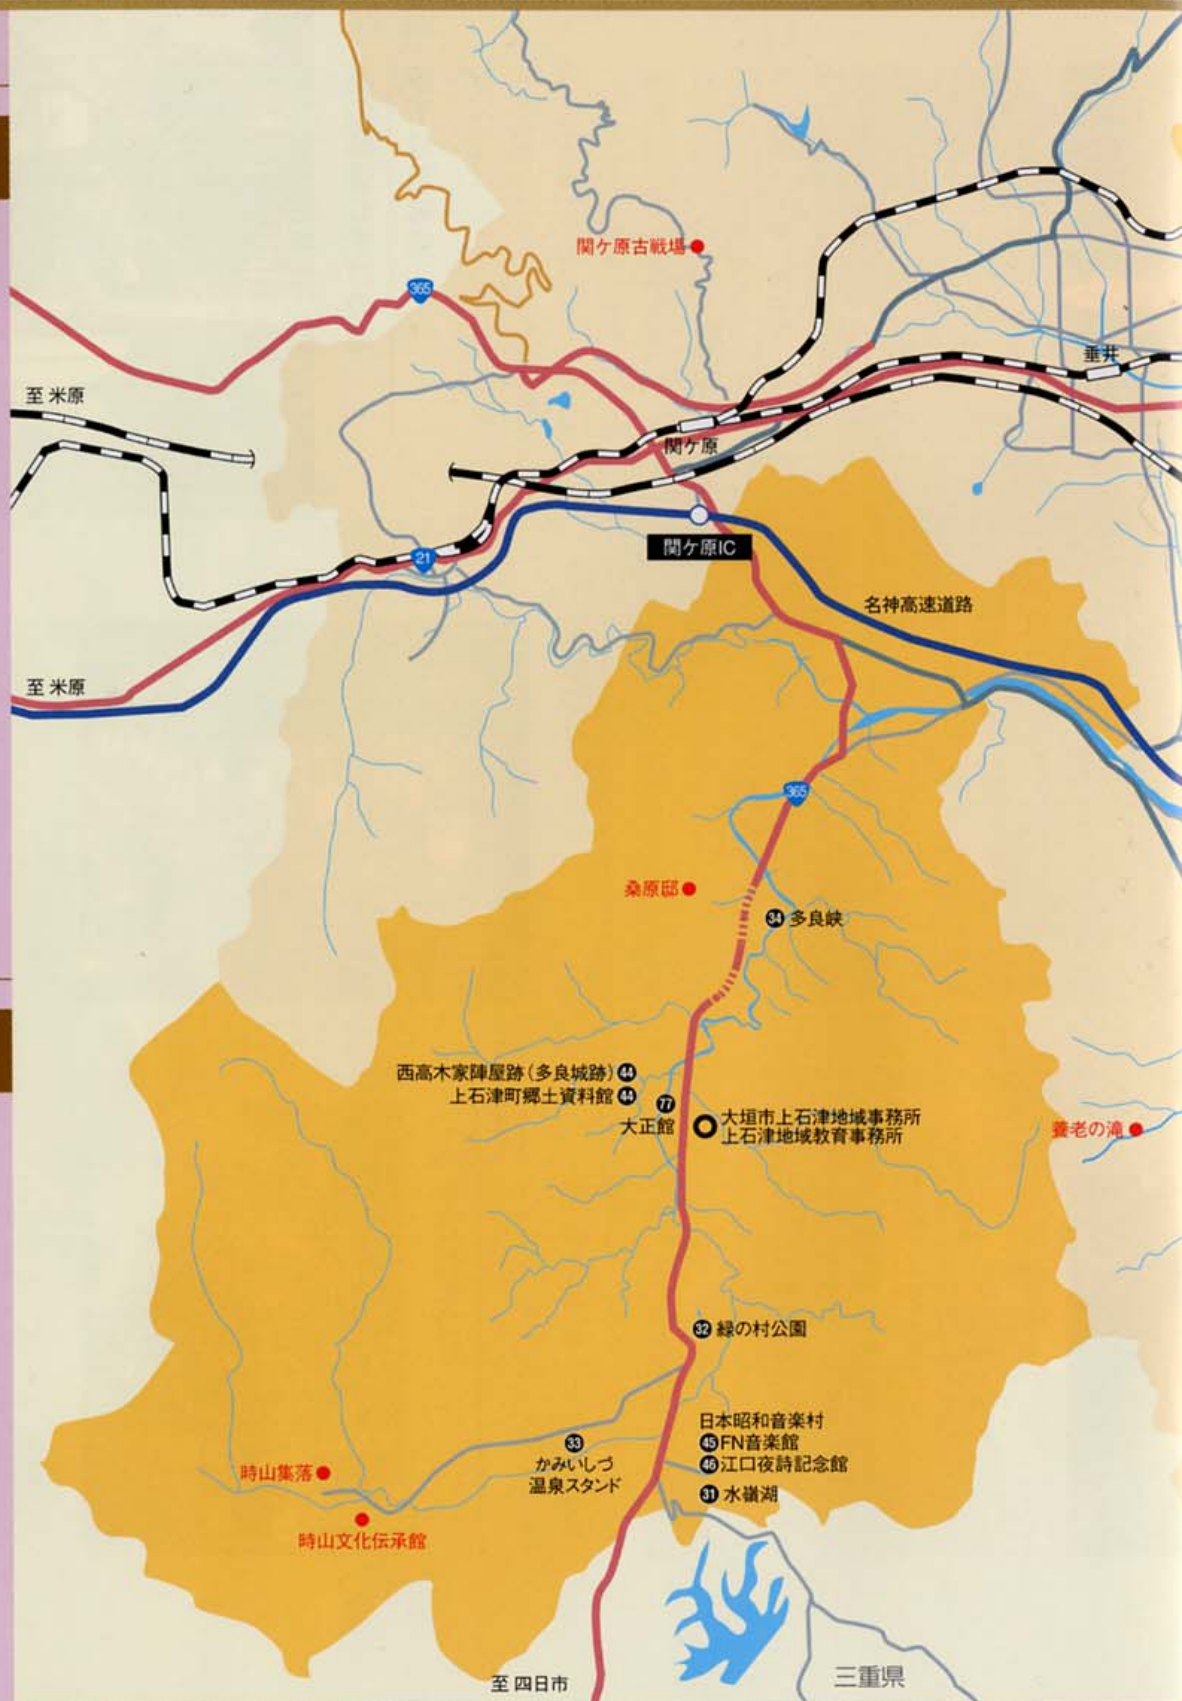 関ケ原古戦場
365
垂井
至 米原
関ケ原
関ケ原IC
21
名神高速道路
至 米原
365
桑原邸
34 多良峡
西高木家陣屋跡(多良城跡) 44
上石津町郷土資料館 44
77
大正館
大垣市上石津地域事務所
上石津地域教育事務所
養老の滝
32 緑の村公園
日本昭和音楽村
45 FN音楽館
46 江口夜詩記念館
31 水嶺湖
33
かみいしづ
温泉スタンド
時山集落
時山文化伝承館
至 四日市
三重県